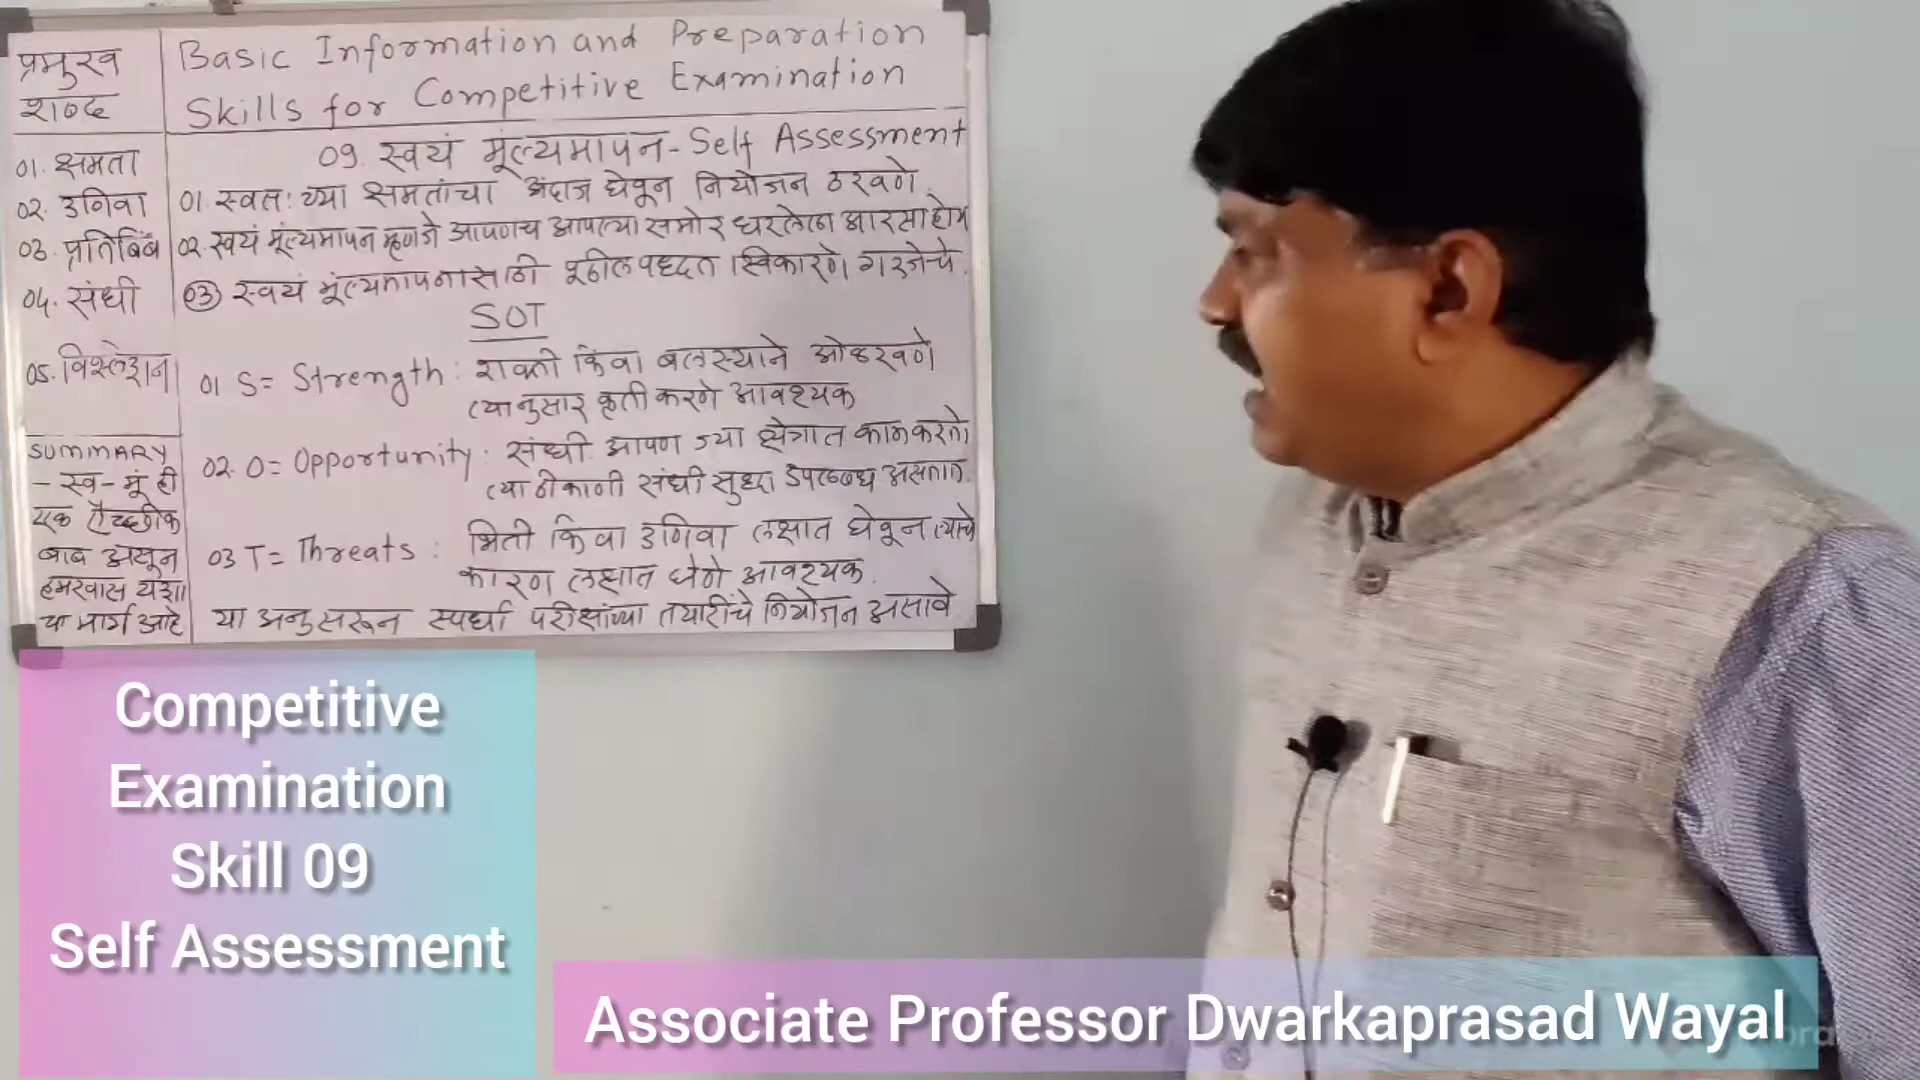 प्रमुख
शब्द
01. क्षमता
02. उणिवा
03. प्रतिबिंब
04. संधी
05. विश्लेशन
SUMMARY
- स्व-मूं ही
एक ऐच्छीक
बाब असून
हमखास यशा
चा मार्ग आहे
Basic Information and Preparation
Skills for Competitive Examination
09. स्वयं मूंल्यमापन - Self Assessment
01. स्वत: च्या क्षमतांचा अंदाज घेवून नियोजन ठरवणे.
02. स्वयं मूंल्यमापन म्हणजे आपणच आपल्या समोर धरलेला आरसा होय
03 स्वयं मूंल्यमापनासाठी पूढील पध्दत स्विकारणे गरजेचे.
SOT
01 S= Strength: शक्ती किंवा बलस्थाने ओळखणे
त्यानुसार कृती करणे आवश्यक
02. O= Opportunity: संधी. आपण ज्या क्षेत्रात काम करतो
त्या ठीकाणी संधी सुध्दा उपलब्ध असतात.
03 T= Threats: भिती किंवा उणिवा लक्षात घेवून त्याचे
कारण लक्षात घेणे आवश्यक.
या अनुसरून स्पर्धा परीक्षांच्या तयारीचे नियोजन असावे
Competitive
Examination
Skill 09
Self Assessment
Associate Professor Dwarkaprasad Wayal